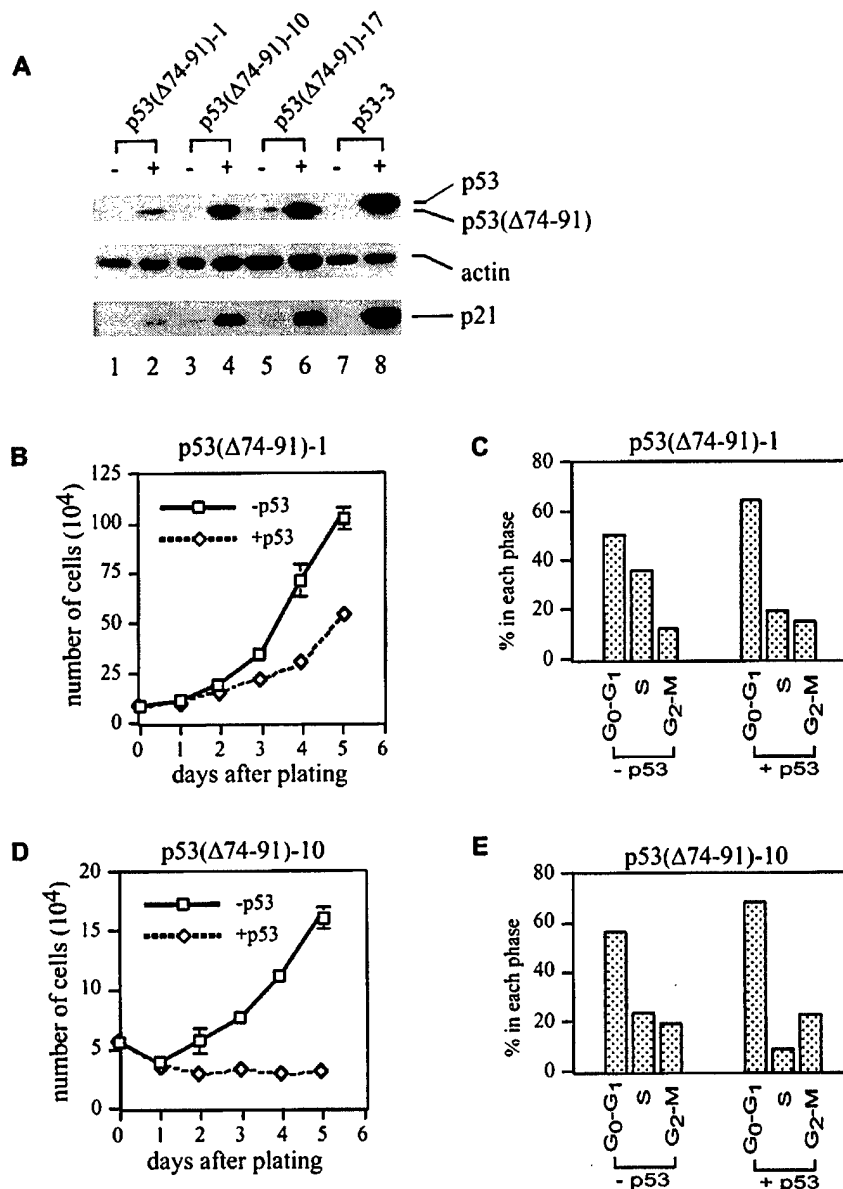 A
p53(Δ74-91)-1
p53(Δ74-91)-10
p53(Δ74-91)-17
p53-3
- + - + - + - +
p53
p53(Δ74-91)
actin
p21
1 2 3 4 5 6 7 8
B
p53(Δ74-91)-1
number of cells (10⁴)
125
100
75
50
25
0
-p53
+p53
0 1 2 3 4 5 6
days after plating
C
p53(Δ74-91)-1
% in each phase
80
60
40
20
0
G₀-G₁ S G₂-M G₀-G₁ S G₂-M
- p53 + p53
D
p53(Δ74-91)-10
number of cells (10⁴)
20
15
10
5
0
-p53
+p53
0 1 2 3 4 5 6
days after plating
E
p53(Δ74-91)-10
% in each phase
80
60
40
20
0
G₀-G₁ S G₂-M G₀-G₁ S G₂-M
- p53 + p53